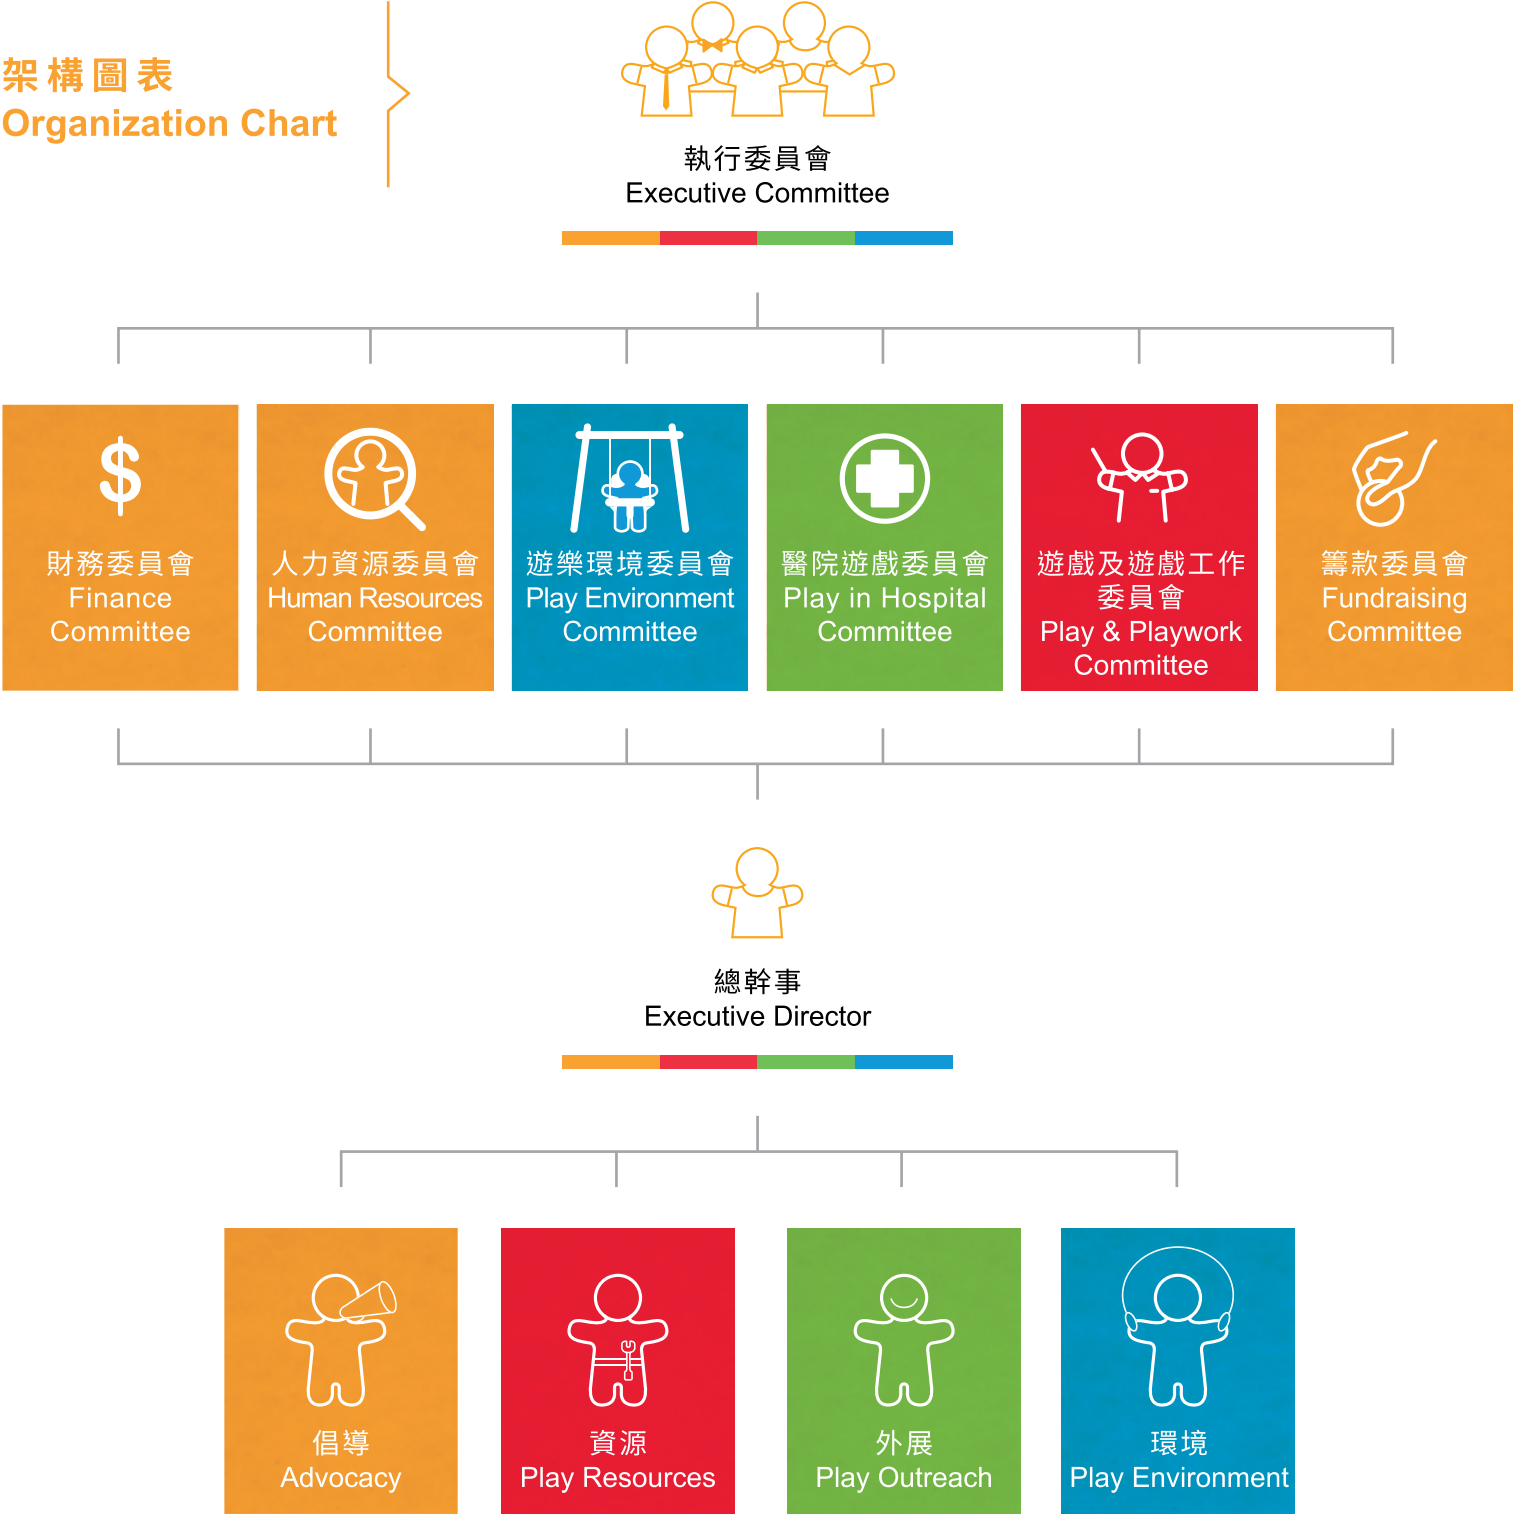 架構圖表
Organization Chart
執行委員會
Executive Committee
$
財務委員會
Finance
Committee
人力資源委員會
Human Resources
Committee
遊樂環境委員會
Play Environment
Committee
醫院遊戲委員會
Play in Hospital
Committee
遊戲及遊戲工作
委員會
Play & Playwork
Committee
籌款委員會
Fundraising
Committee
總幹事
Executive Director
倡導
Advocacy
資源
Play Resources
外展
Play Outreach
環境
Play Environment